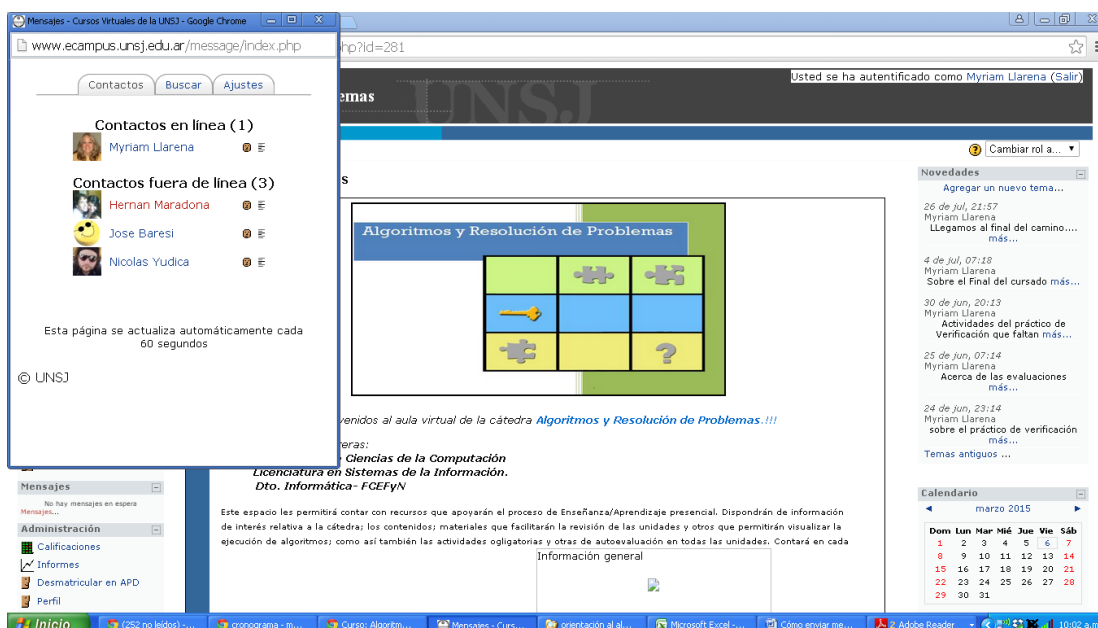 Mensajes - Cursos Virtuales de la UNSJ - Google Chrome
www.ecampus.unsj.edu.ar/message/index.php
Contactos Buscar Ajustes
Contactos en línea (1)
Myriam Llarena
Contactos fuera de línea (3)
Hernan Maradona
Jose Baresi
Nicolas Yudica
Esta página se actualiza automáticamente cada
60 segundos
© UNSJ
hp?id=281
emas
UNSJ
Usted se ha autentificado como Myriam Llarena (Salir)
Cambiar rol a...
s
Algoritmos y Resolución de Problemas
?
venidos al aula virtual de la cátedra Algoritmos y Resolución de Problemas.!!!
reras:
Ciencias de la Computación
Licenciatura en Sistemas de la Información.
Dto. Informática- FCEFyN
Este espacio les permitirá contar con recursos que apoyarán el proceso de Enseñanza/Aprendizaje presencial. Dispondrán de información
de interés relativa a la cátedra; los contenidos; materiales que facilitarán la revisión de las unidades y otros que permitirán visualizar la
ejecución de algoritmos; como así también las actividades ogligatorias y otras de autoevaluación en todas las unidades. Contará en cada
Información general
Mensajes
No hay mensajes en espera
Mensajes...
Administración
Calificaciones
Informes
Desmatricular en APD
Perfil
Novedades
Agregar un nuevo tema...
26 de jul, 21:57
Myriam Llarena
LLegamos al final del camino....
más...
4 de jul, 07:18
Myriam Llarena
Sobre el Final del cursado más...
30 de jun, 20:13
Myriam Llarena
Actividades del práctico de
Verificación que faltan más...
25 de jun, 07:14
Myriam Llarena
Acerca de las evaluaciones
más...
24 de jun, 23:14
Myriam Llarena
sobre el práctico de verificación
más...
Temas antiguos ...
Calendario
marzo 2015
Dom Lun Mar Mié Jue Vie Sáb
1 2 3 4 5 6 7
8 9 10 11 12 13 14
15 16 17 18 19 20 21
22 23 24 25 26 27 28
29 30 31
Inicio (252 no leídos) -... cronograma - m... Curso: Algoritm... Mensajes - Curs... orientación al al... Microsoft Excel -... Cómo enviar me... 2 Adobe Reader 10:02 a.m.